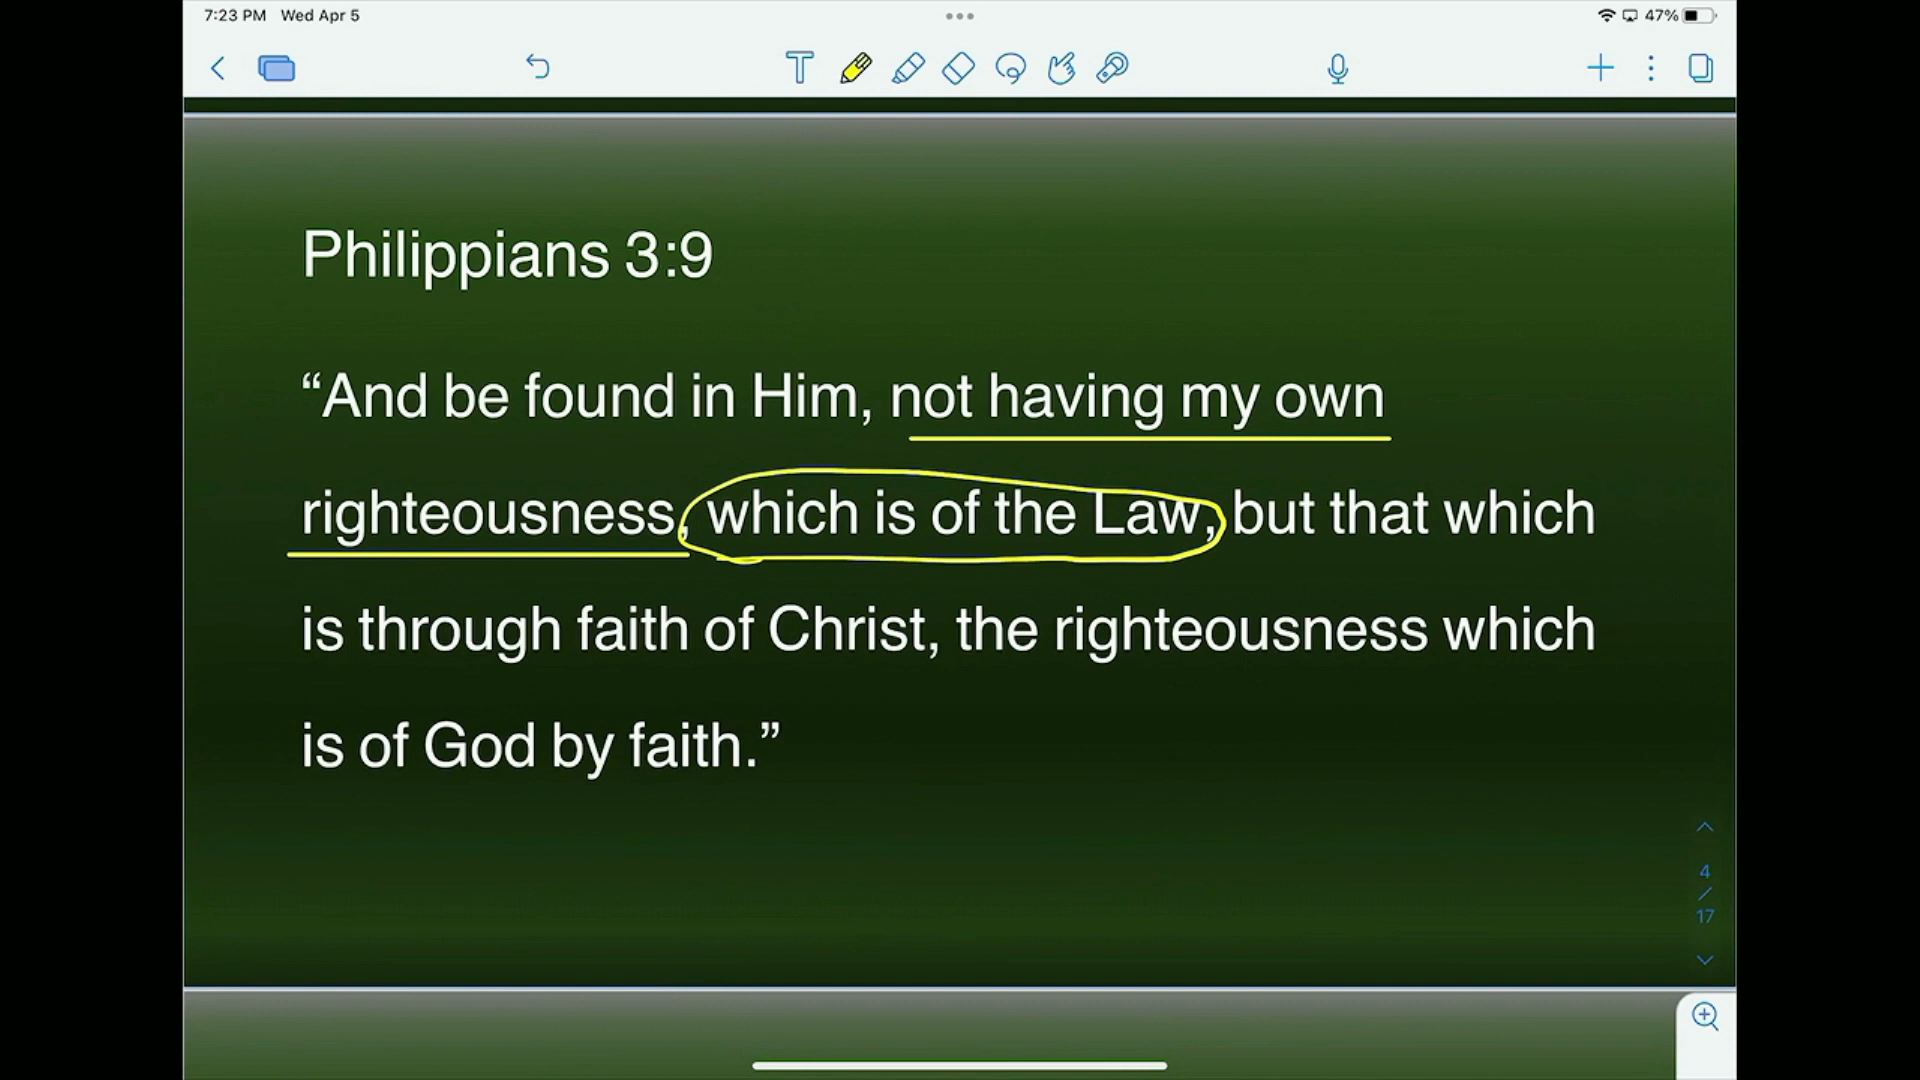 7:23 PM Wed Apr 5
47%
T
Philippians 3:9
“And be found in Him, not having my own
righteousness, which is of the Law, but that which
is through faith of Christ, the righteousness which
is of God by faith.”
4
/
17